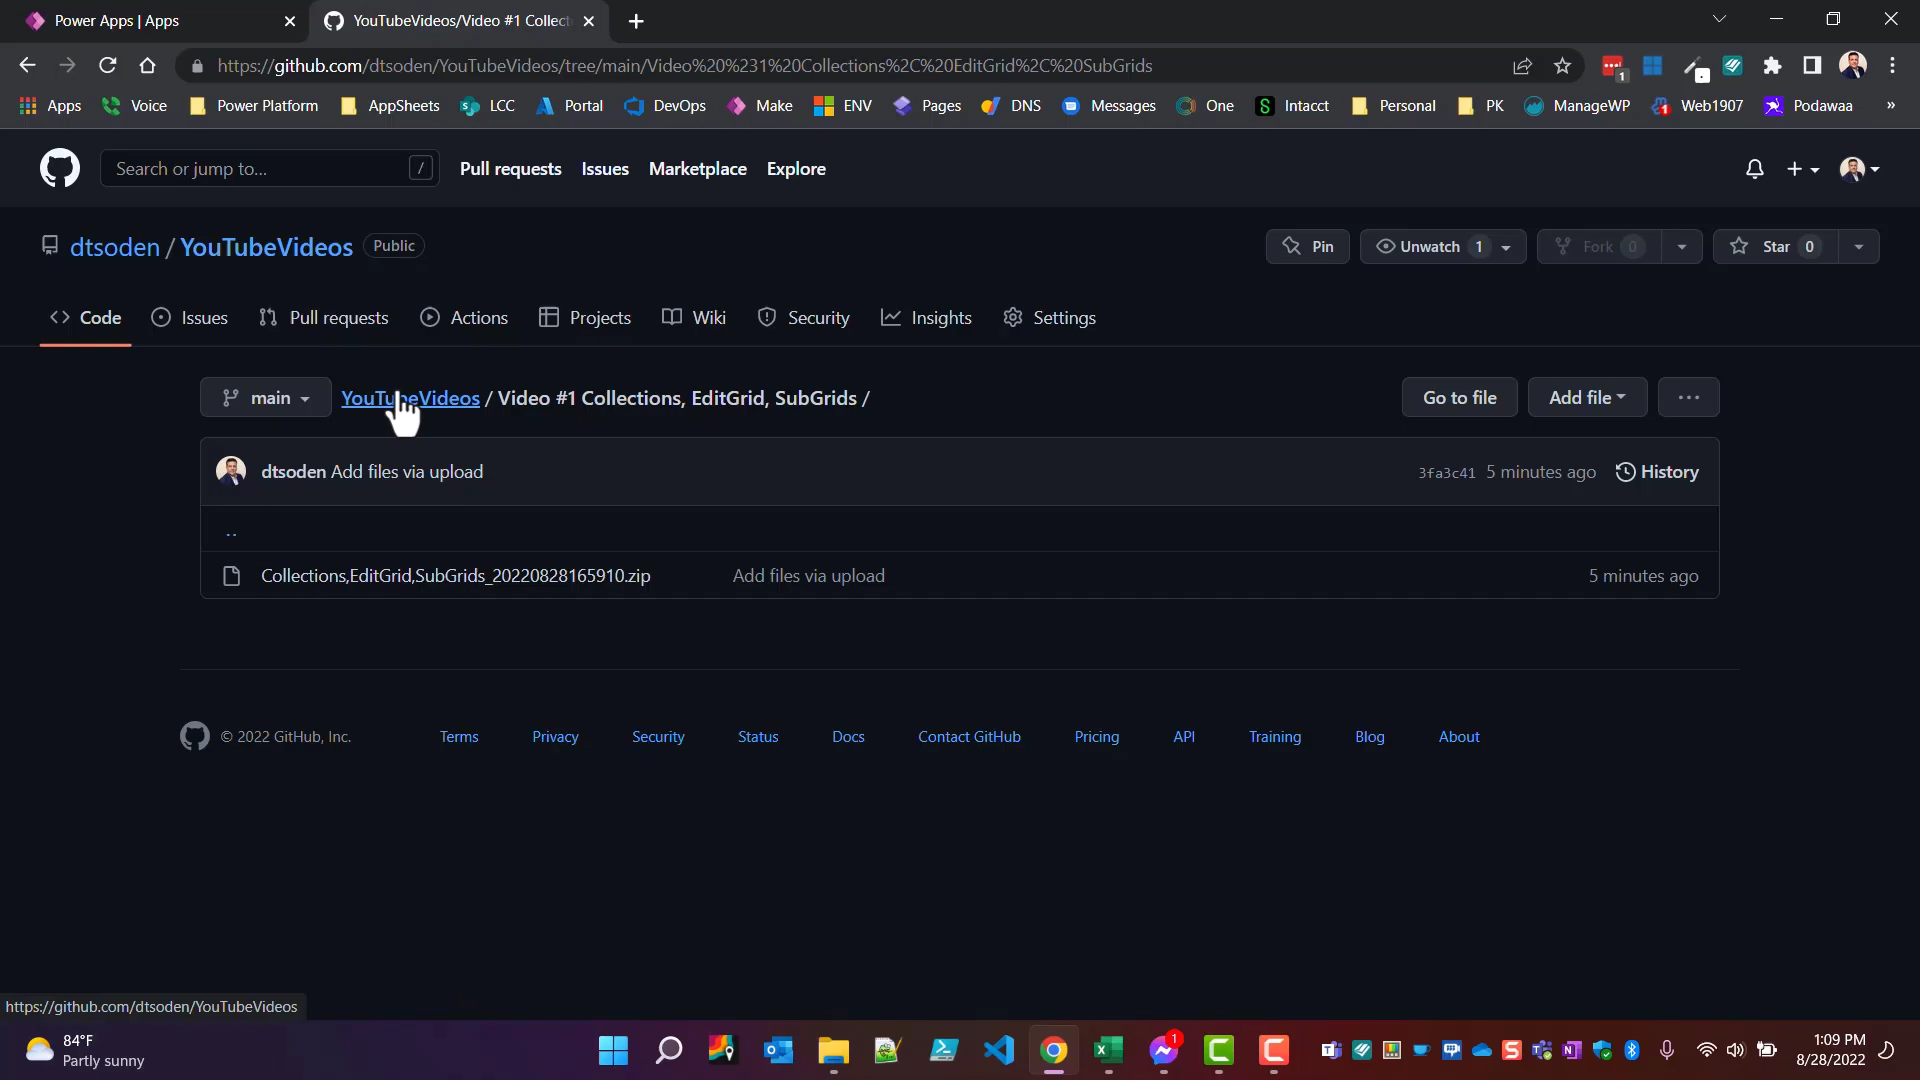 Power Apps | Apps
YouTubeVideos/Video #1 Collect
https://github.com/dtsoden/YouTubeVideos/tree/main/Video%20%231%20Collections%2C%20EditGrid%2C%20SubGrids
1
Apps Voice Power Platform AppSheets LCC Portal DevOps Make ENV Pages DNS Messages One Intacct Personal PK ManageWP Web1907 Podawaa »
Search or jump to... /
Pull requests Issues Marketplace Explore
dtsoden / YouTubeVideos Public
Pin Unwatch 1 Fork 0 Star 0
Code Issues Pull requests Actions Projects Wiki Security Insights Settings
main YouTubeVideos / Video #1 Collections, EditGrid, SubGrids /
Go to file Add file ...
dtsoden Add files via upload 3fa3c41 5 minutes ago History
..
Collections,EditGrid,SubGrids_20220828165910.zip Add files via upload 5 minutes ago
© 2022 GitHub, Inc. Terms Privacy Security Status Docs Contact GitHub Pricing API Training Blog About
https://github.com/dtsoden/YouTubeVideos
84°F
Partly sunny
1
1:09 PM
8/28/2022